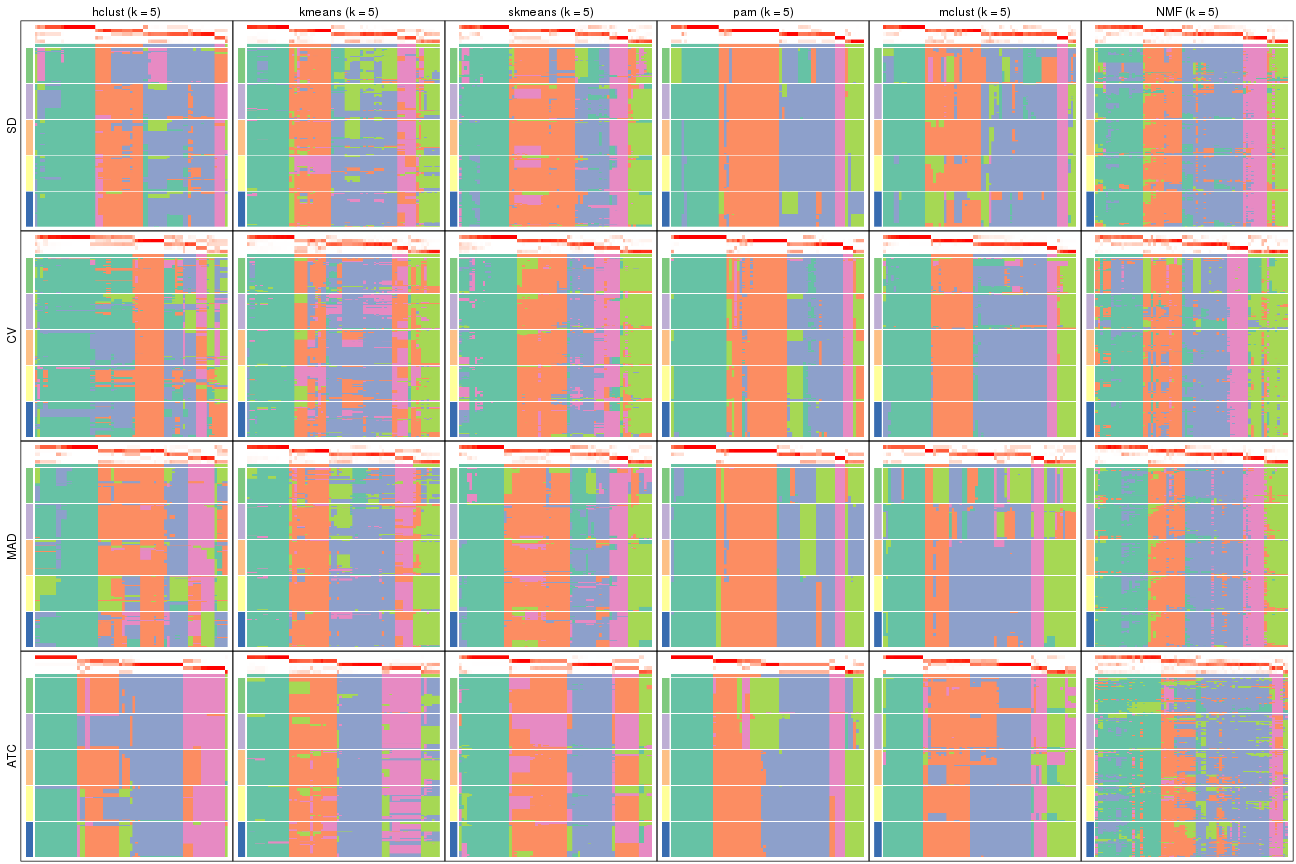 hclust (k = 5) kmeans (k = 5) skmeans (k = 5) pam (k = 5) mclust (k = 5) NMF (k = 5)
SD
CV
MAD
ATC